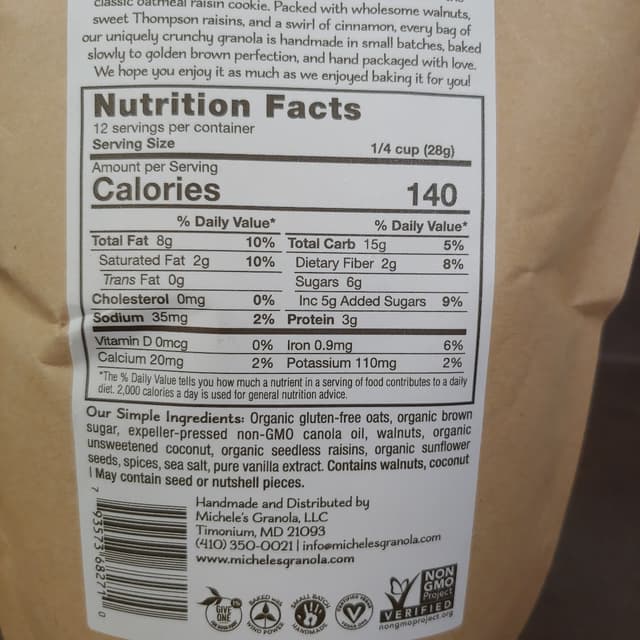 classic oatmeal raisin cookie. Packed with wholesome walnuts,
sweet Thompson raisins, and a swirl of cinnamon, every bag of
our uniquely crunchy granola is handmade in small batches, baked
slowly to golden brown perfection, and hand packaged with love.
We hope you enjoy it as much as we enjoyed baking it for you!
Nutrition Facts
12 servings per container
Serving Size 1/4 cup (28g)
Amount per Serving
Calories 140
% Daily Value* % Daily Value*
Total Fat 8g 10% Total Carb 15g 5%
Saturated Fat 2g 10% Dietary Fiber 2g 8%
Trans Fat 0g Sugars 6g
Cholesterol 0mg 0% Inc 5g Added Sugars 9%
Sodium 35mg 2% Protein 3g
Vitamin D 0mcg 0% Iron 0.9mg 6%
Calcium 20mg 2% Potassium 110mg 2%
*The % Daily Value tells you how much a nutrient in a serving of food contributes to a daily
diet. 2,000 calories a day is used for general nutrition advice.
Our Simple Ingredients: Organic gluten-free oats, organic brown
sugar, expeller-pressed non-GMO canola oil, walnuts, organic
unsweetened coconut, organic seedless raisins, organic sunflower
seeds, spices, sea salt, pure vanilla extract. Contains walnuts, coconut
| May contain seed or nutshell pieces.
Handmade and Distributed by
Michele's Granola, LLC
Timonium, MD 21093
(410) 350-0021 | info@michelesgranola.com
www.michelesgranola.com
GIVE
ONE
BAKED WITH
WIND POWER
SMALL BATCH
HANDMADE
NON
GMO
Project
VERIFIED
nongmoproject.org